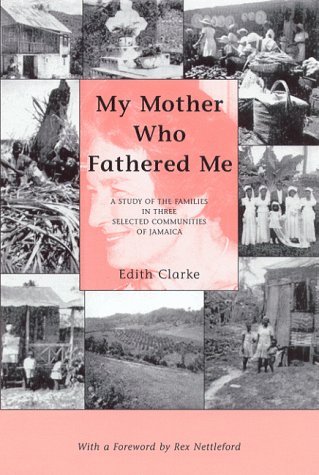 My Mother
Who
Fathered Me
A STUDY OF THE FAMILIES
IN THREE
SELECTED COMMUNITIES
OF JAMAICA
Edith Clarke
With a Foreword by Rex Nettleford